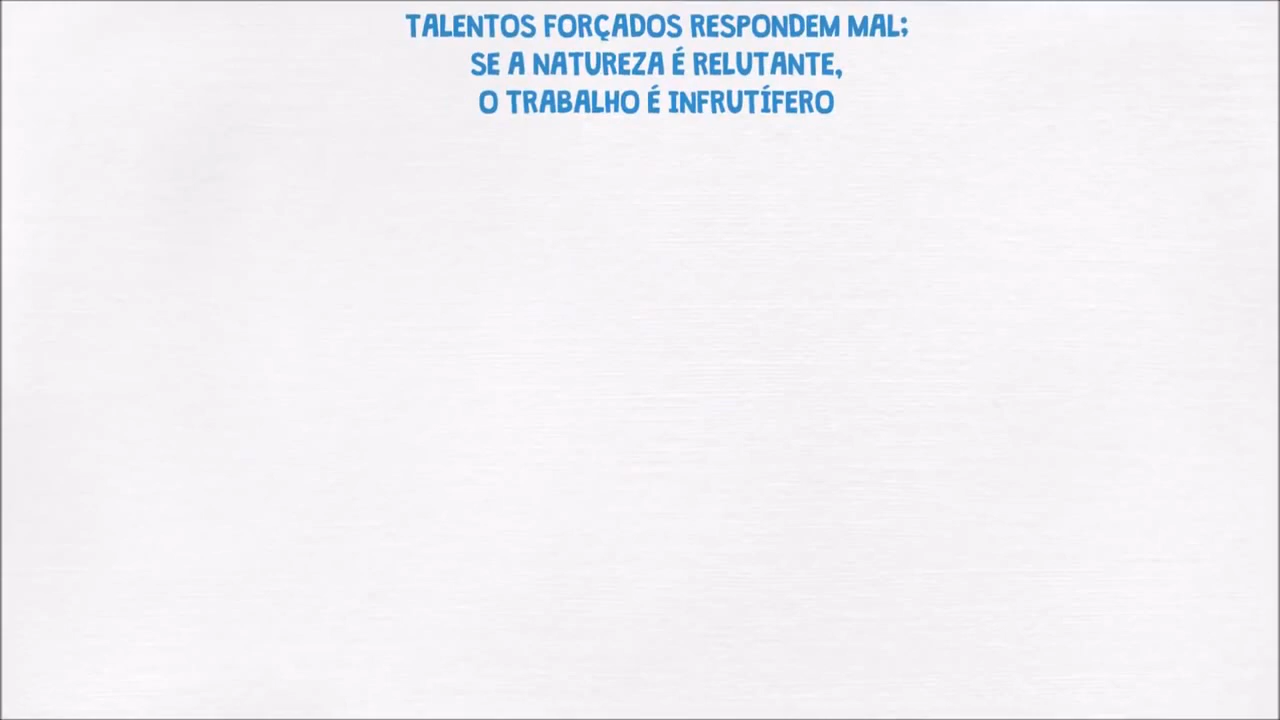 TALENTOS FORÇADOS RESPONDEM MAL;
SE A NATUREZA É RELUTANTE,
O TRABALHO É INFRUTÍFERO